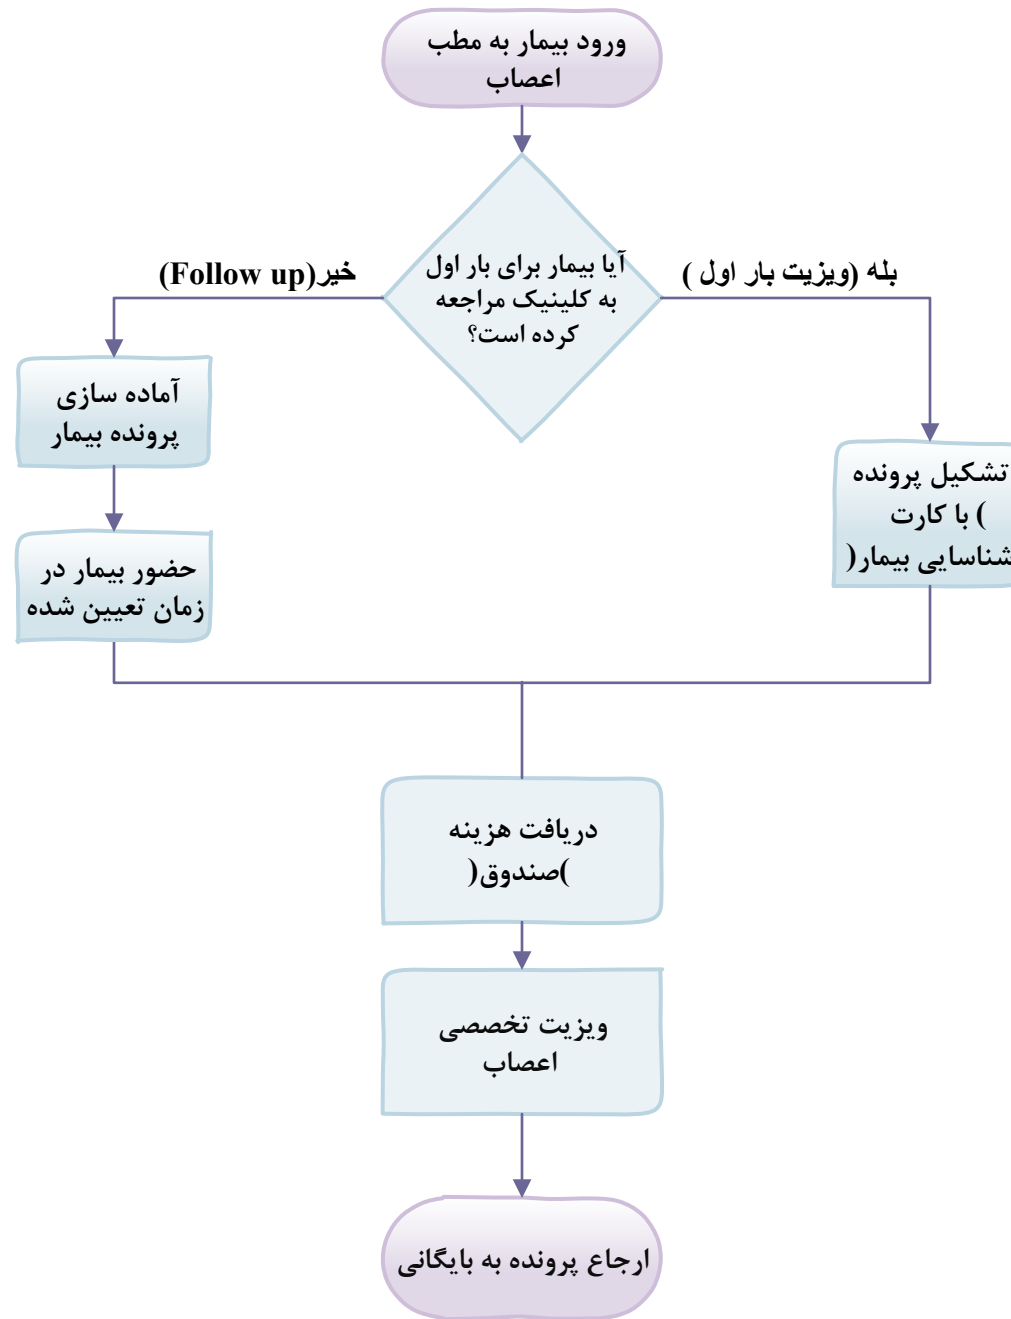 ورود بیمار به مطب
اعصاب
آیا بیمار برای بار اول
به کلینیک مراجعه
کرده است؟
بله (ویزیت بار اول )
خیر(Follow up)
تشکیل پرونده
( با کارت
شناسایی بیمار)
آماده سازی
پرونده بیمار
حضور بیمار در
زمان تعیین شده
دریافت هزینه
(صندوق)
ویزیت تخصصی
اعصاب
ارجاع پرونده به بایگانی